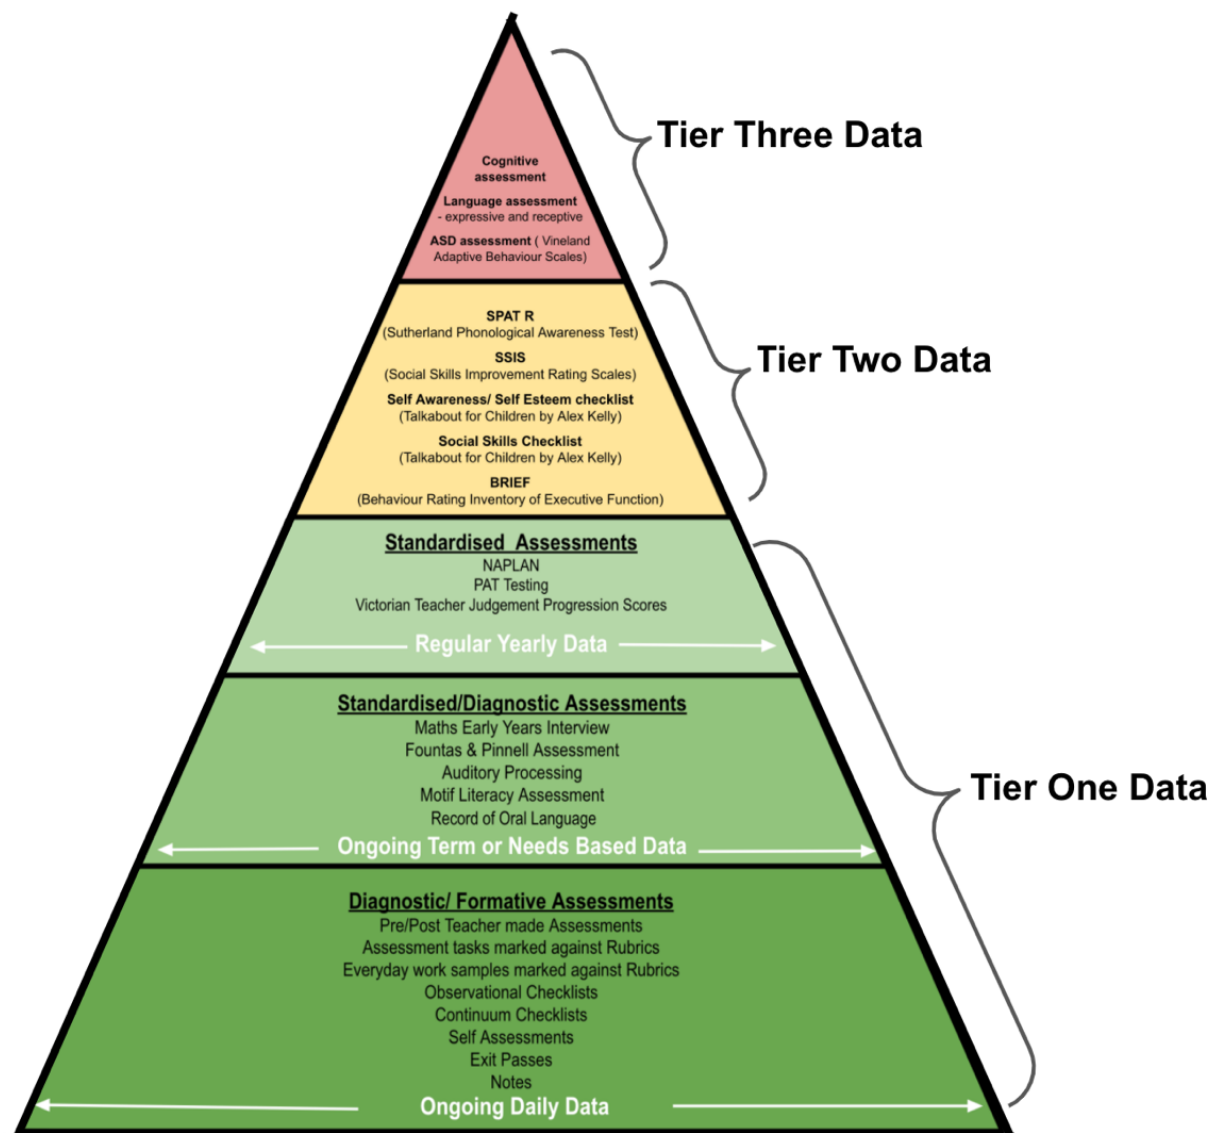 Tier Three Data
Cognitive
assessment
Language assessment
- expressive and receptive
ASD assessment ( Vineland
Adaptive Behaviour Scales)
Tier Two Data
SPAT R
(Sutherland Phonological Awareness Test)
SSIS
(Social Skills Improvement Rating Scales)
Self Awareness/ Self Esteem checklist
(Talkabout for Children by Alex Kelly)
Social Skills Checklist
(Talkabout for Children by Alex Kelly)
BRIEF
(Behaviour Rating Inventory of Executive Function)
Tier One Data
Standardised Assessments
NAPLAN
PAT Testing
Victorian Teacher Judgement Progression Scores
Regular Yearly Data
Standardised/Diagnostic Assessments
Maths Early Years Interview
Fountas & Pinnell Assessment
Auditory Processing
Motif Literacy Assessment
Record of Oral Language
Ongoing Term or Needs Based Data
Diagnostic/ Formative Assessments
Pre/Post Teacher made Assessments
Assessment tasks marked against Rubrics
Everyday work samples marked against Rubrics
Observational Checklists
Continuum Checklists
Self Assessments
Exit Passes
Notes
Ongoing Daily Data